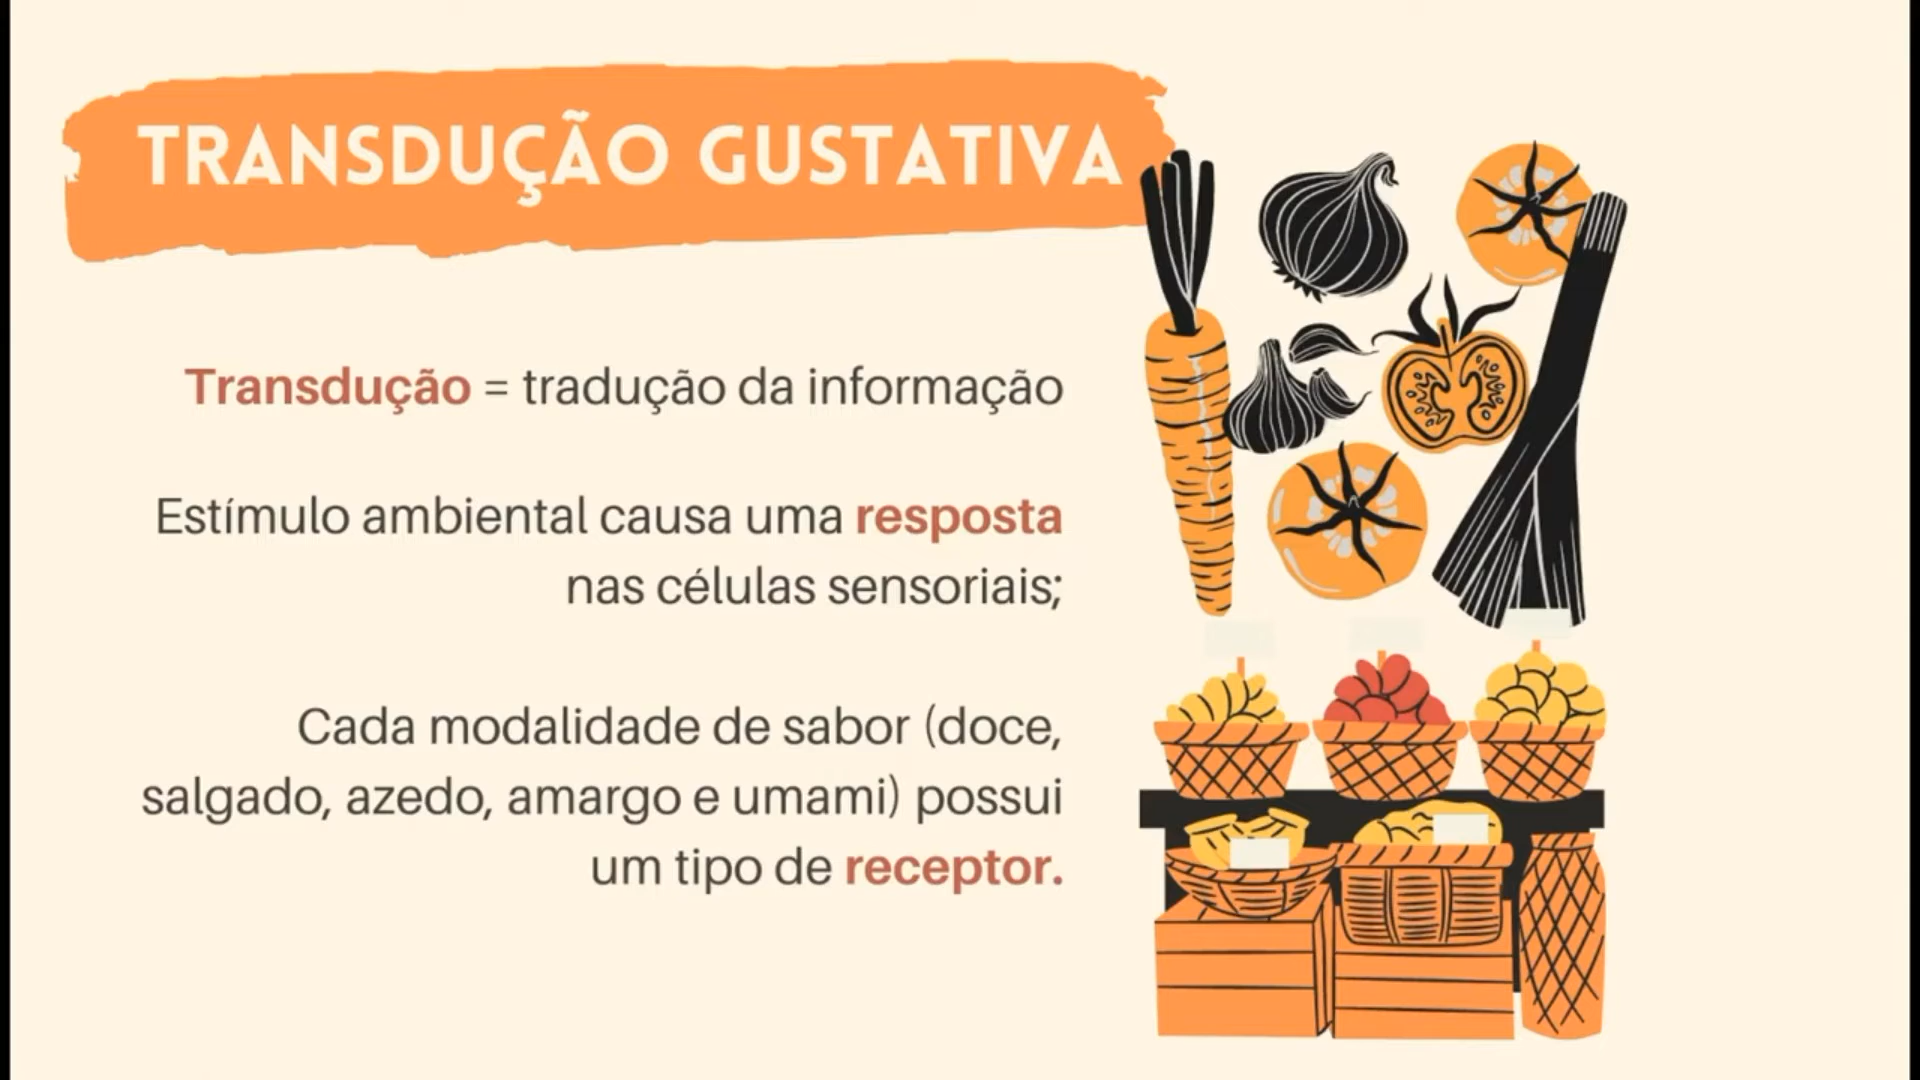 TRANSDUÇÃO GUSTATIVA
Transdução = tradução da informação
Estímulo ambiental causa uma resposta
nas células sensoriais;
Cada modalidade de sabor (doce,
salgado, azedo, amargo e umami) possui
um tipo de receptor.